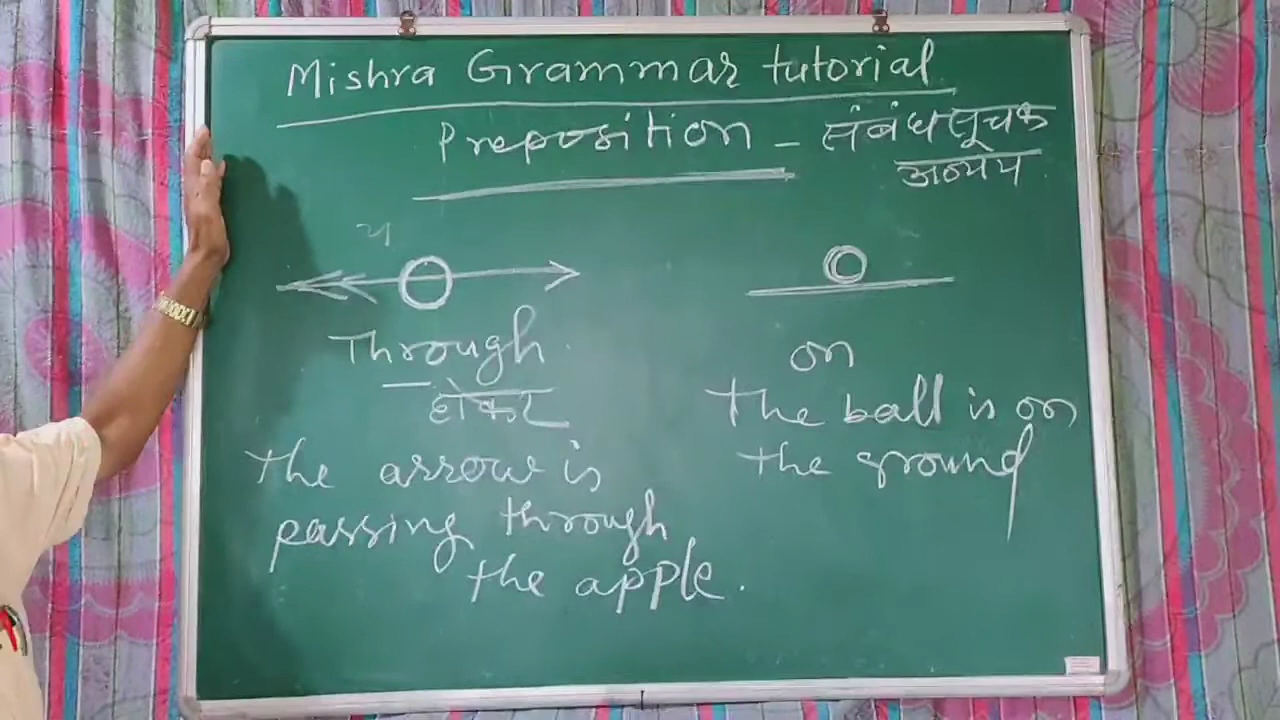 Mishra Grammar tutorial
Preposition - संबंधसूचक
अव्यय
Through
होकर
the arrow is
passing through
the apple.
on
the ball is on
the ground